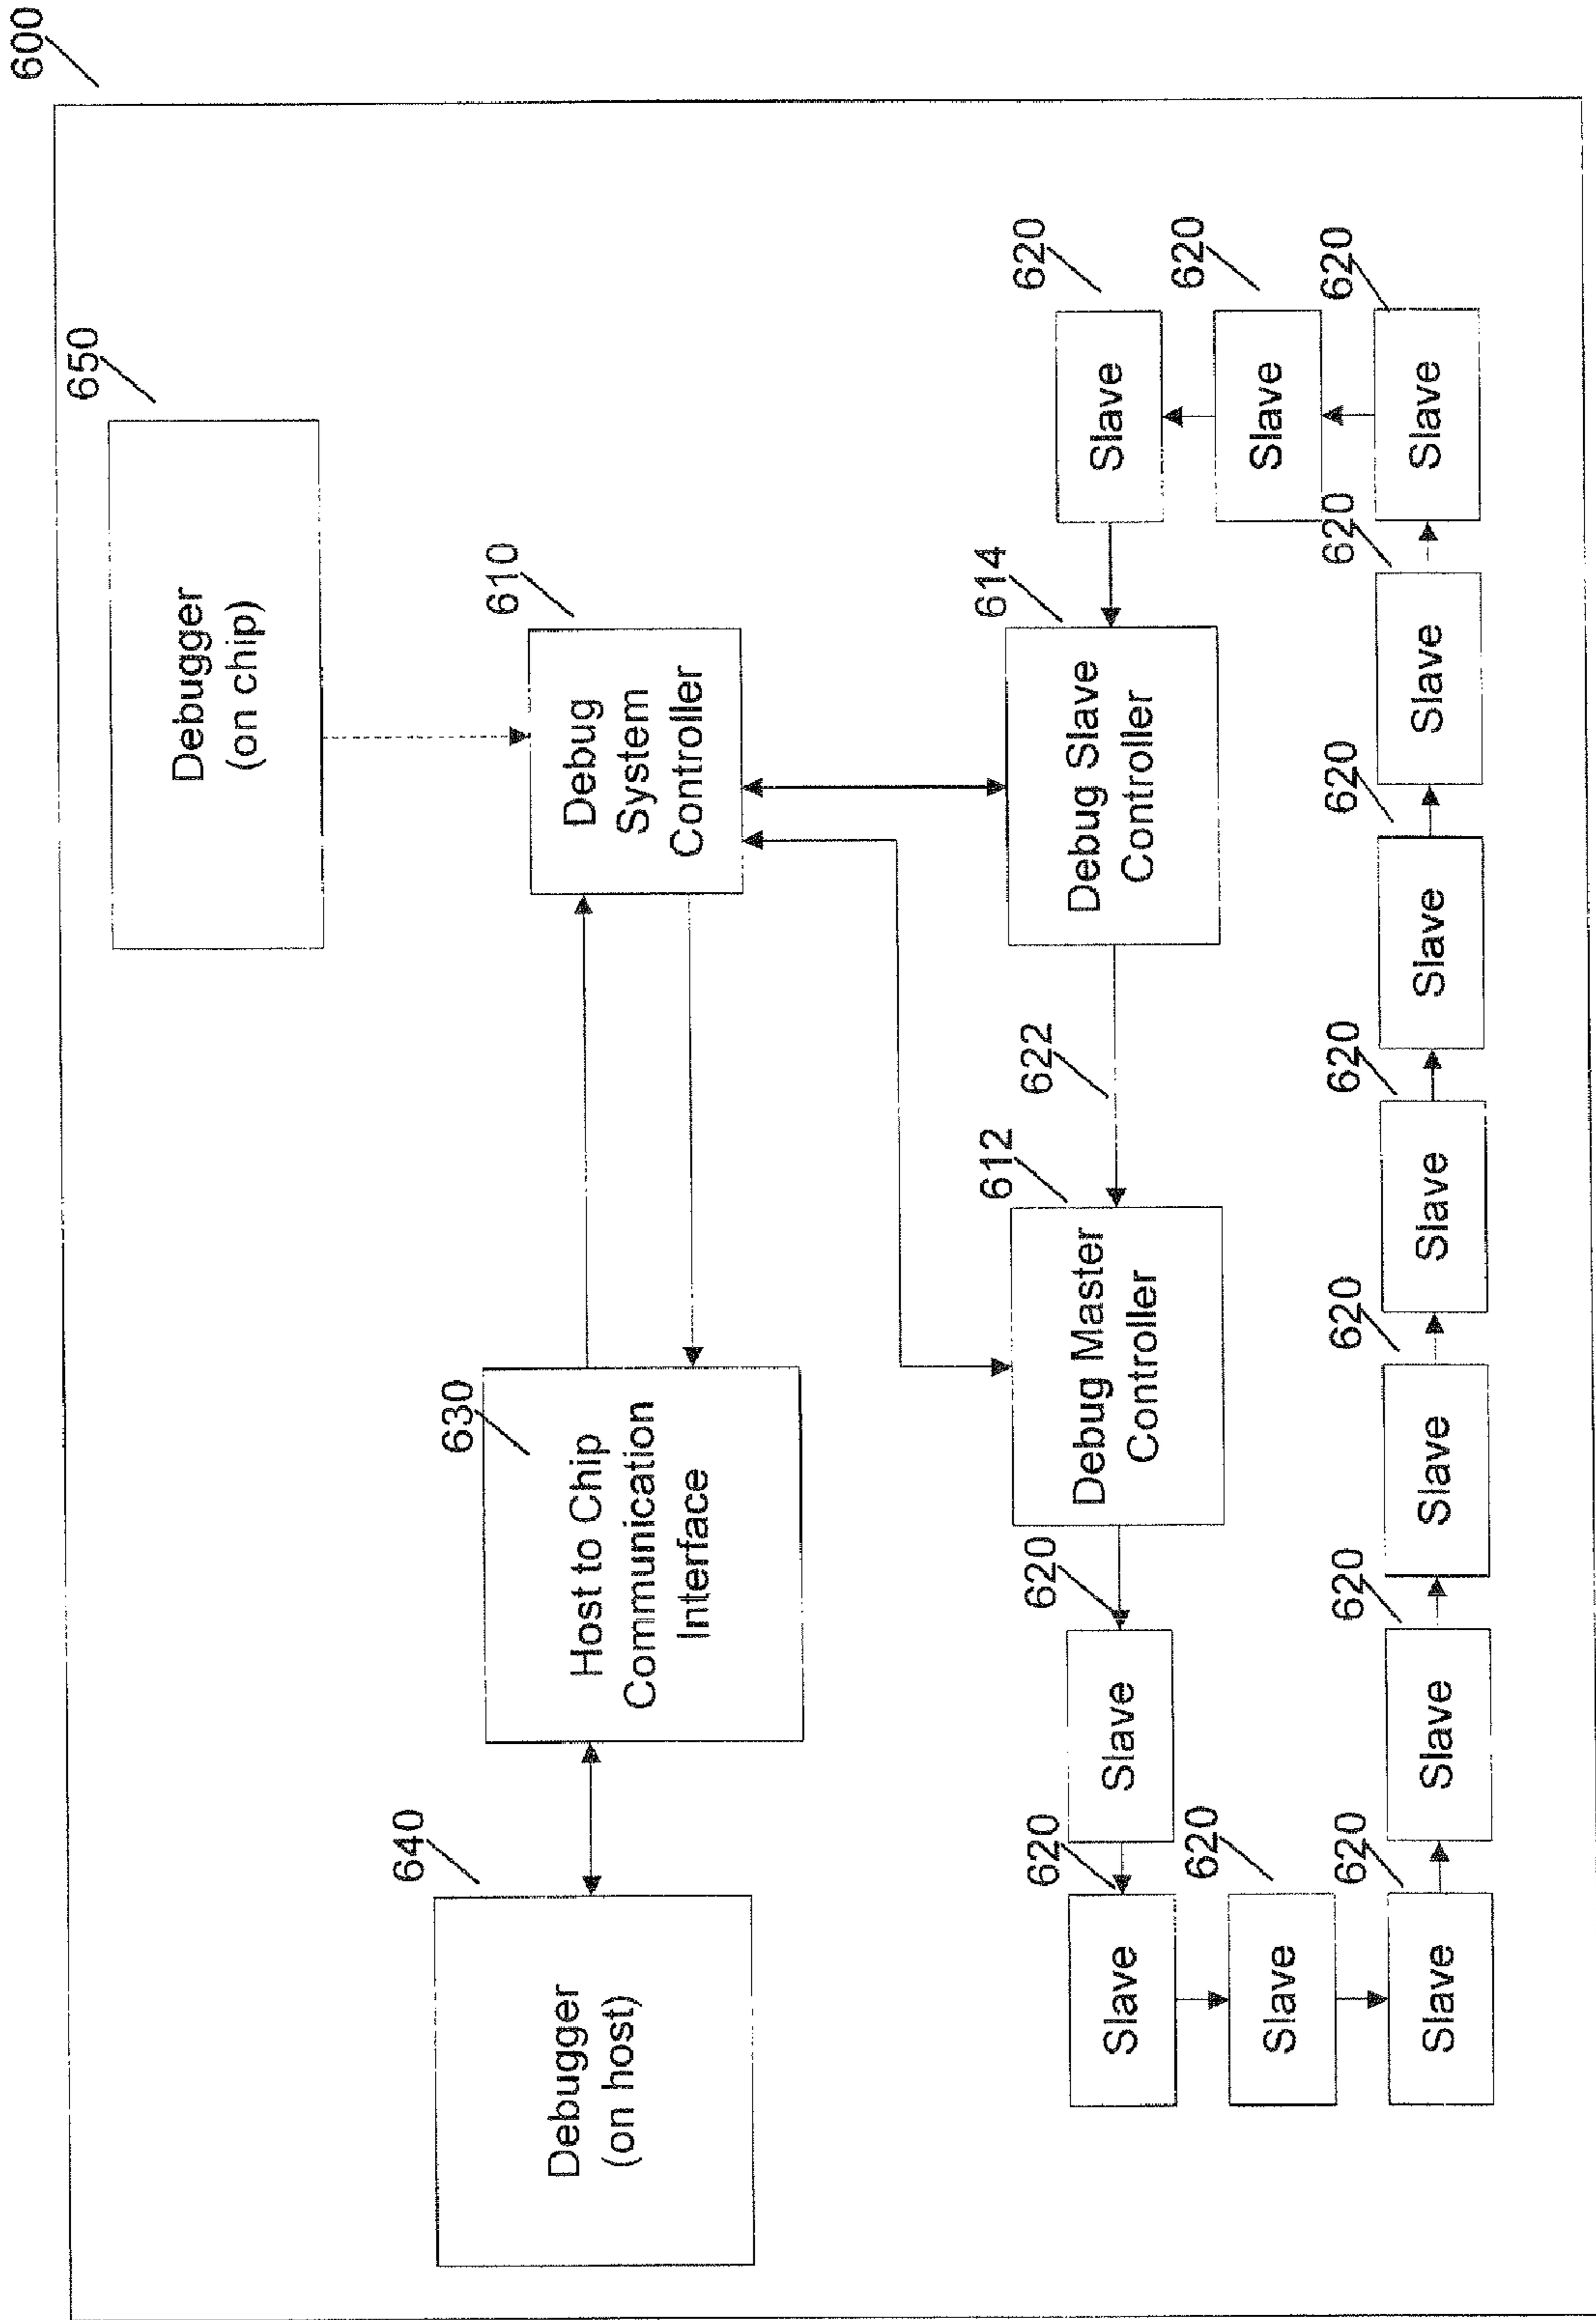 600
650
Debugger
(on chip)
640
Debugger
(on host)
630
Host to Chip
Communication
Interface
610
Debug
System
Controller
612
Debug Master
Controller
622
614
Debug Slave
Controller
620
Slave
620
Slave
620
Slave
620
Slave
620
Slave
620
Slave
620
Slave
620
Slave
620
Slave
620
Slave
620
Slave
620
Slave